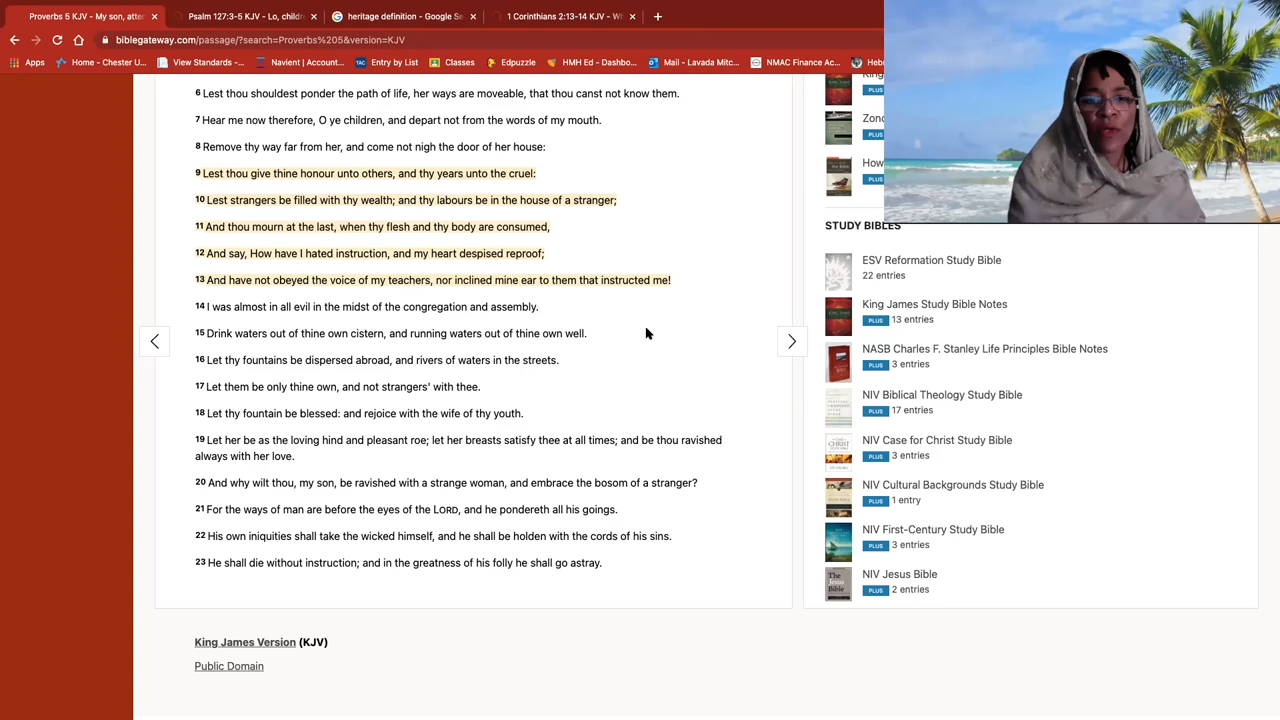 Proverbs 5 KJV - My son, atten
Psalm 127:3-5 KJV - Lo, childre
heritage definition - Google Se
1 Corinthians 2:13-14 KJV - Wh
biblegateway.com/passage/?search=Proverbs%205&version=KJV
Apps
Home - Chester U...
View Standards -...
Navient | Account...
TAC Entry by List
Classes
Edpuzzle
HMH Ed - Dashbo...
Mail - Lavada Mitc...
NMAC Finance Ac...
Heb
6 Lest thou shouldest ponder the path of life, her ways are moveable, that thou canst not know them.
7 Hear me now therefore, O ye children, and depart not from the words of my mouth.
8 Remove thy way far from her, and come not nigh the door of her house:
9 Lest thou give thine honour unto others, and thy years unto the cruel:
10 Lest strangers be filled with thy wealth; and thy labours be in the house of a stranger;
11 And thou mourn at the last, when thy flesh and thy body are consumed,
12 And say, How have I hated instruction, and my heart despised reproof;
13 And have not obeyed the voice of my teachers, nor inclined mine ear to them that instructed me!
14 I was almost in all evil in the midst of the congregation and assembly.
15 Drink waters out of thine own cistern, and running waters out of thine own well.
16 Let thy fountains be dispersed abroad, and rivers of waters in the streets.
17 Let them be only thine own, and not strangers' with thee.
18 Let thy fountain be blessed: and rejoice with the wife of thy youth.
19 Let her be as the loving hind and pleasant roe; let her breasts satisfy thee at all times; and be thou ravished
always with her love.
20 And why wilt thou, my son, be ravished with a strange woman, and embrace the bosom of a stranger?
21 For the ways of man are before the eyes of the LORD, and he pondereth all his goings.
22 His own iniquities shall take the wicked himself, and he shall be holden with the cords of his sins.
23 He shall die without instruction; and in the greatness of his folly he shall go astray.
King James Version (KJV)
Public Domain
King
PLUS
Zond
PLUS
How
PLUS
STUDY BIBLES
ESV Reformation Study Bible
22 entries
King James Study Bible Notes
PLUS 13 entries
NASB Charles F. Stanley Life Principles Bible Notes
PLUS 3 entries
NIV Biblical Theology Study Bible
PLUS 17 entries
NIV Case for Christ Study Bible
PLUS 3 entries
NIV Cultural Backgrounds Study Bible
PLUS 1 entry
NIV First-Century Study Bible
PLUS 3 entries
The Jesus Bible
NIV Jesus Bible
PLUS 2 entries